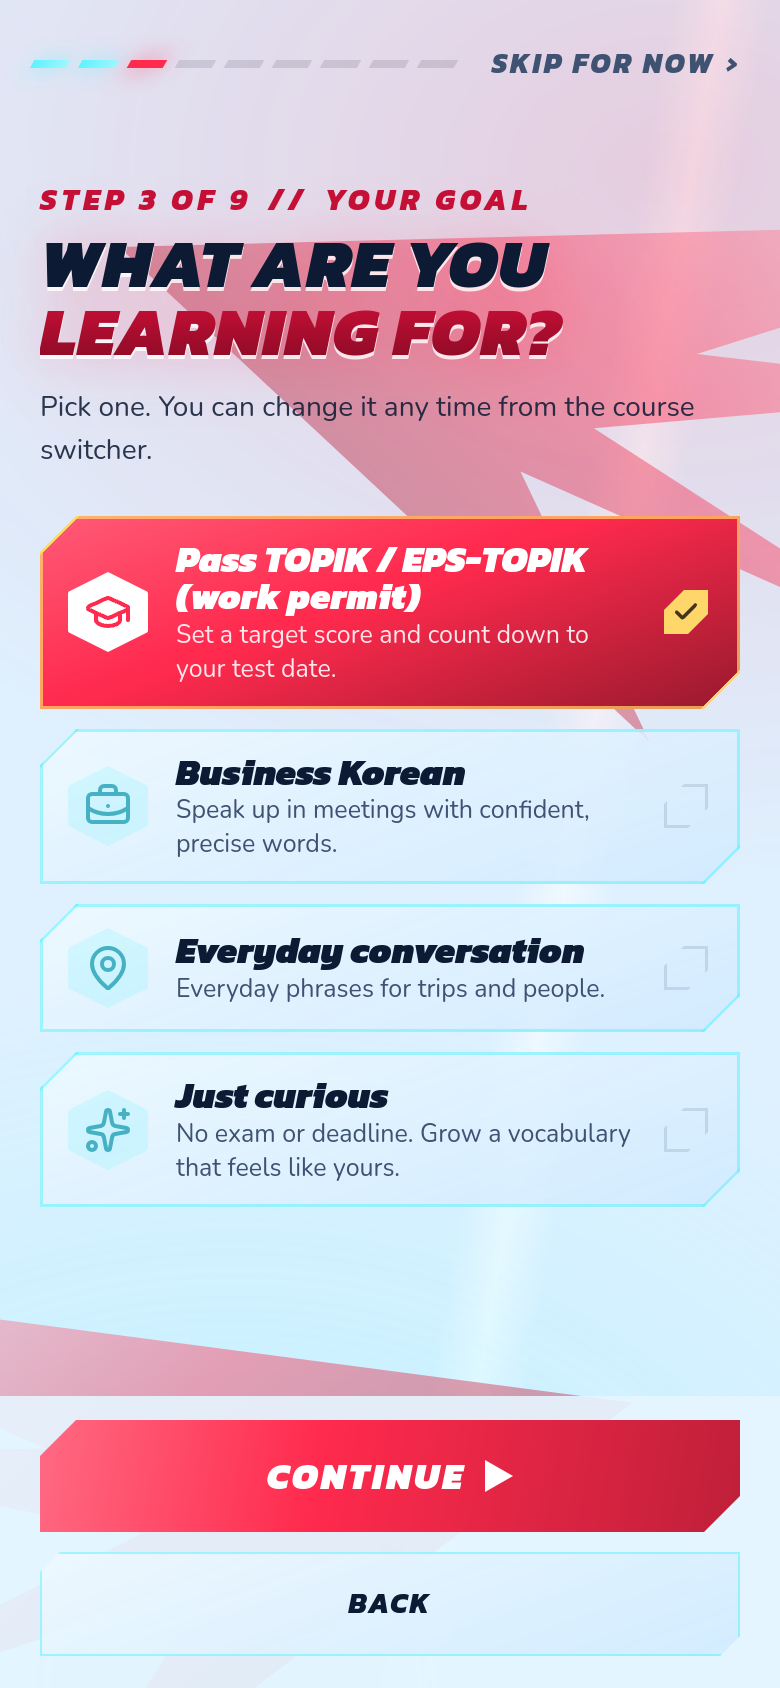 SKIP FOR NOW >
STEP 3 OF 9 // YOUR GOAL
WHAT ARE YOU
LEARNING FOR?
Pick one. You can change it any time from the course
switcher.
Pass TOPIK / EPS-TOPIK
(work permit)
Set a target score and count down to
your test date.
Business Korean
Speak up in meetings with confident,
precise words.
Everyday conversation
Everyday phrases for trips and people.
Just curious
No exam or deadline. Grow a vocabulary
that feels like yours.
CONTINUE
BACK